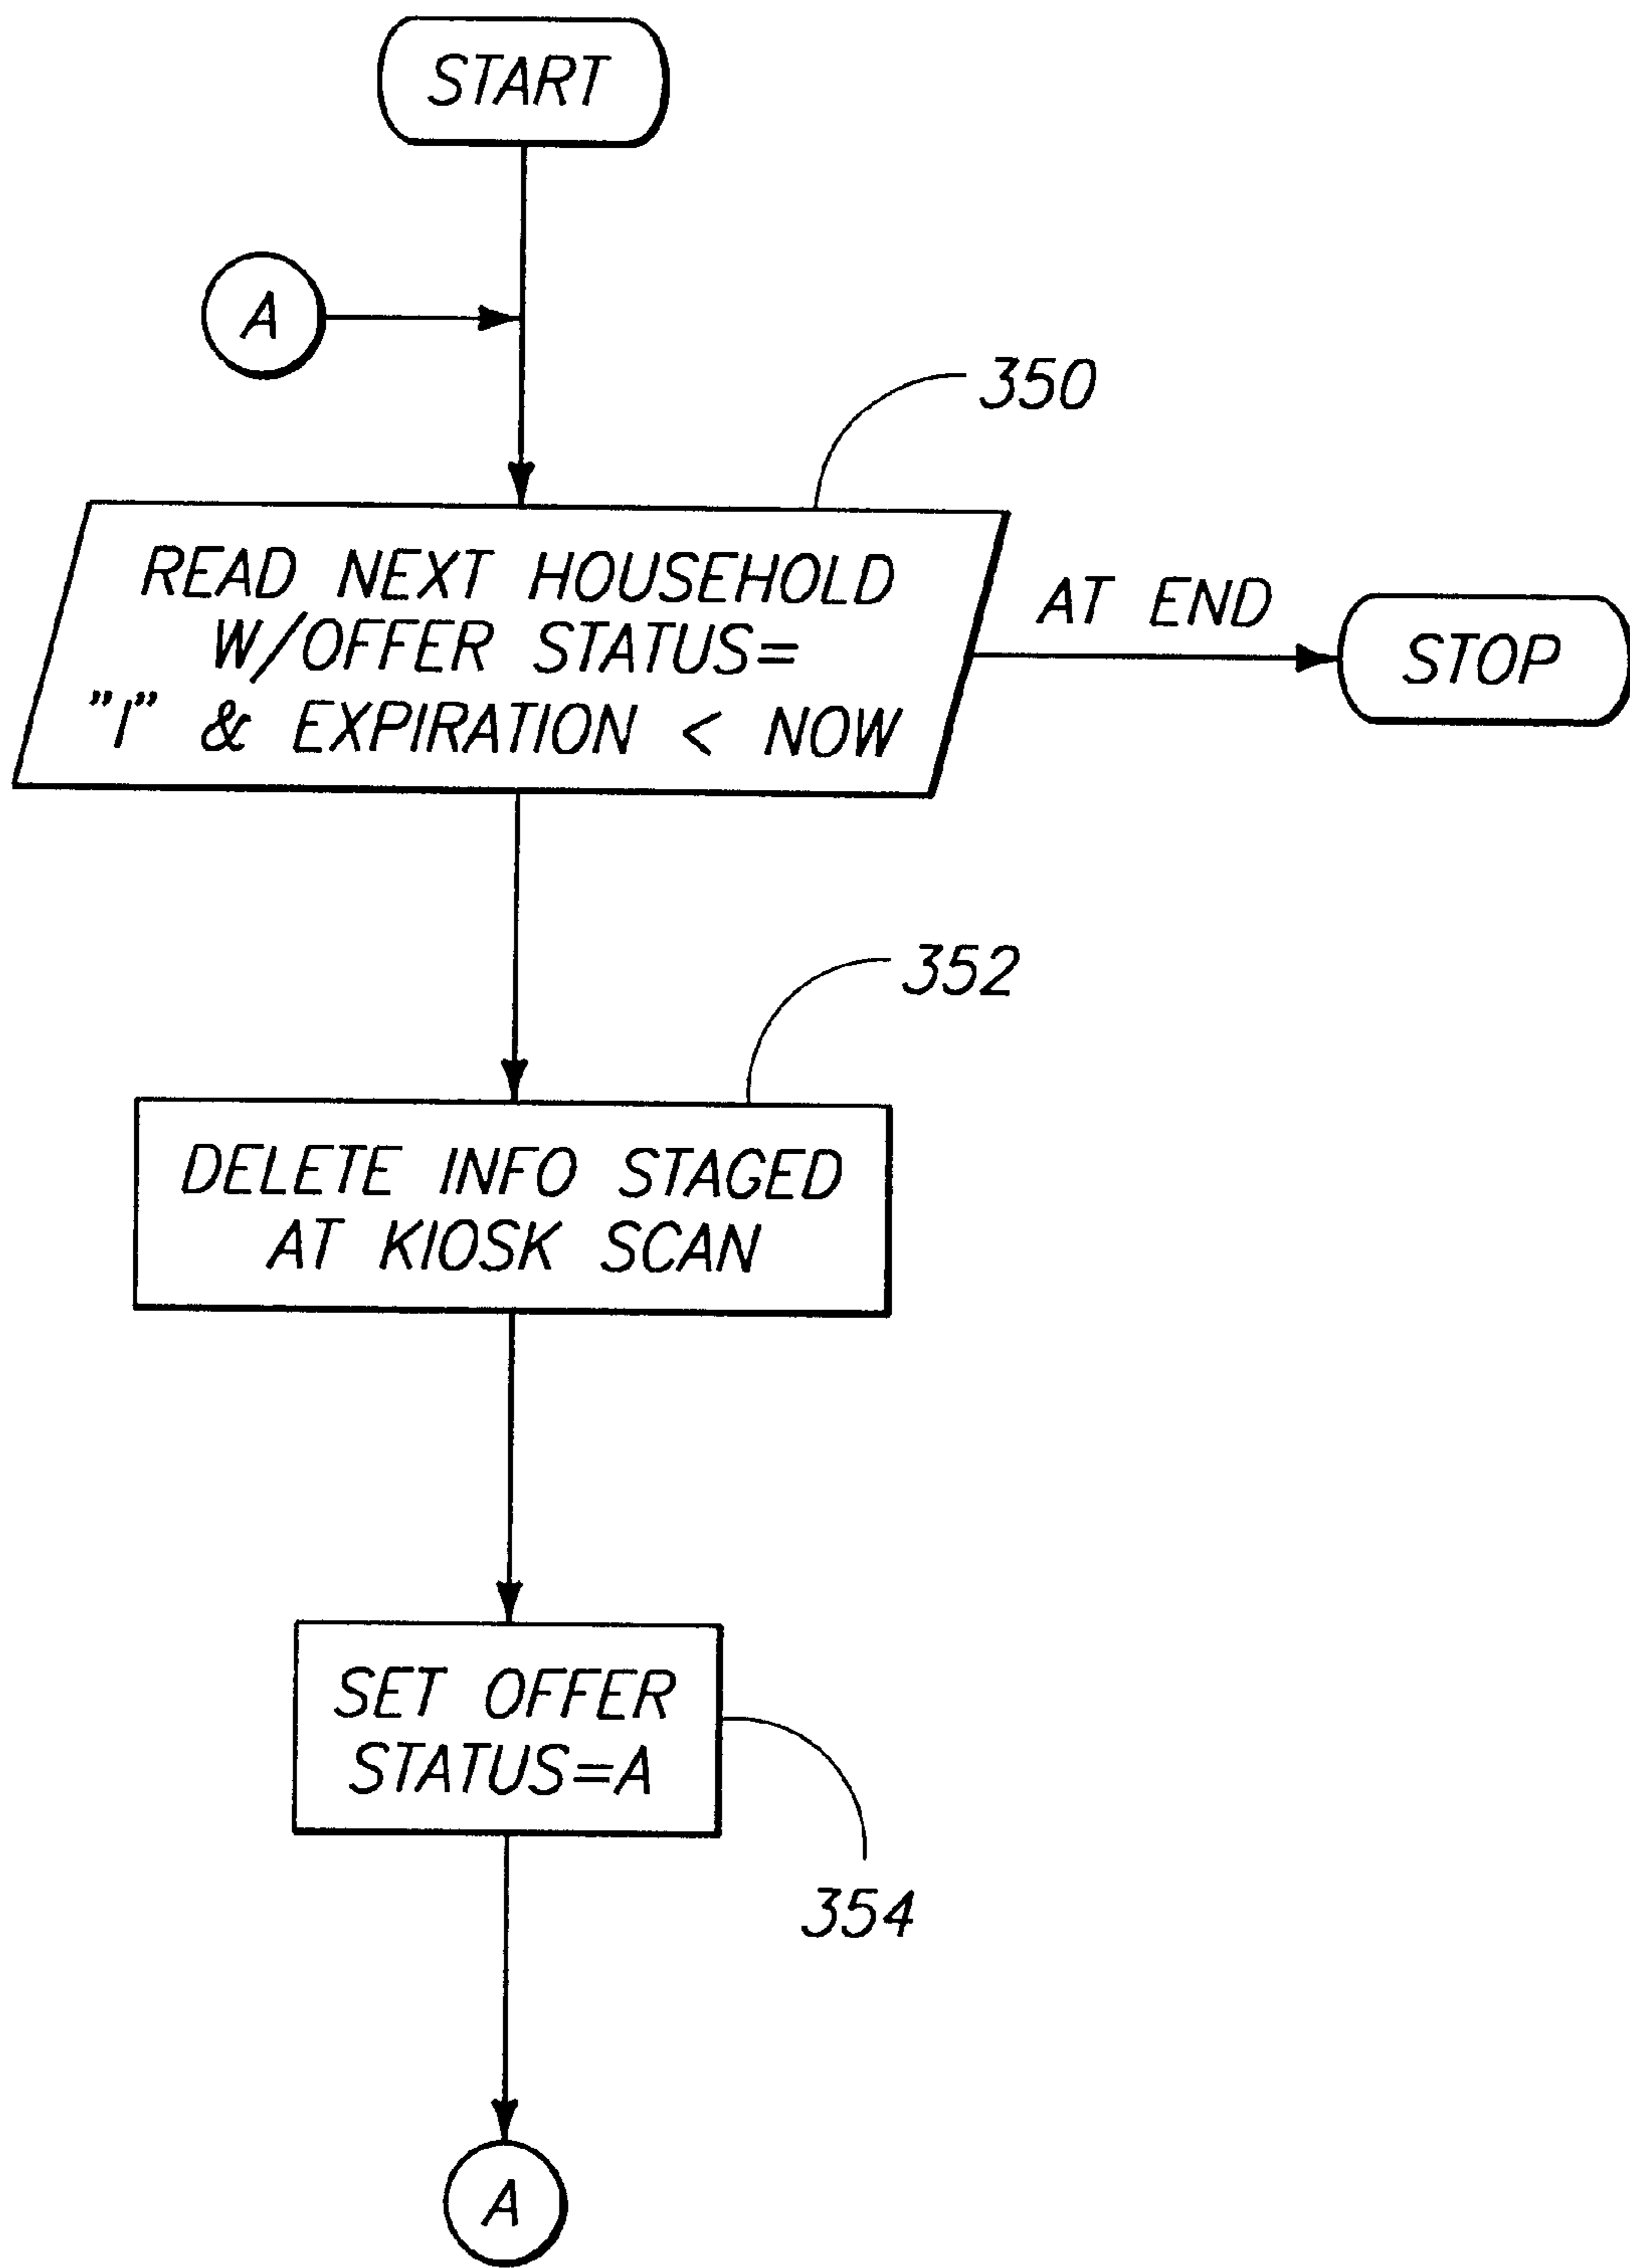 START
A
350
READ NEXT HOUSEHOLD
W/OFFER STATUS=
"I" & EXPIRATION < NOW
AT END
STOP
352
DELETE INFO STAGED
AT KIOSK SCAN
SET OFFER
STATUS=A
354
A